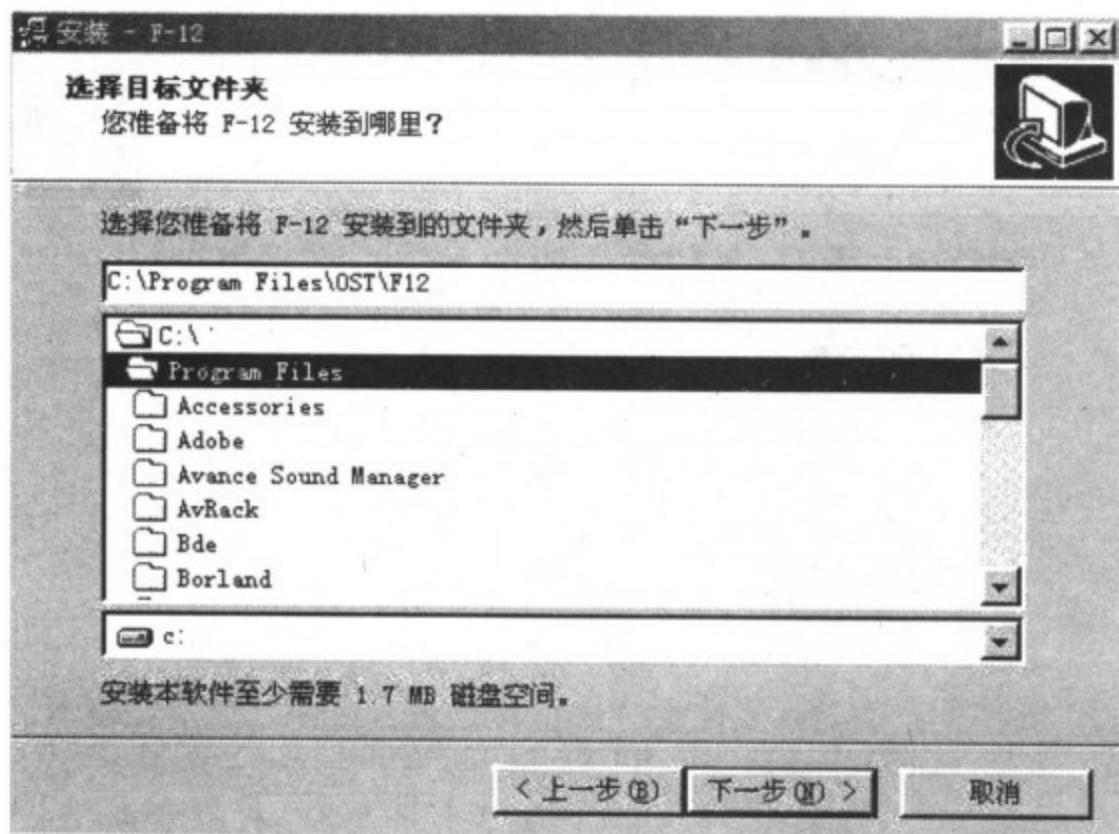 安装 - F-12
选择目标文件夹
您准备将 F-12 安装到哪里？
选择您准备将 F-12 安装到的文件夹，然后单击“下一步”。
C:\Program Files\OST\F12
C:\
Program Files
Accessories
Adobe
Avance Sound Manager
AvRack
Bde
Borland
c:
安装本软件至少需要 1.7 MB 磁盘空间。
< 上一步(B) 下一步(N) > 取消